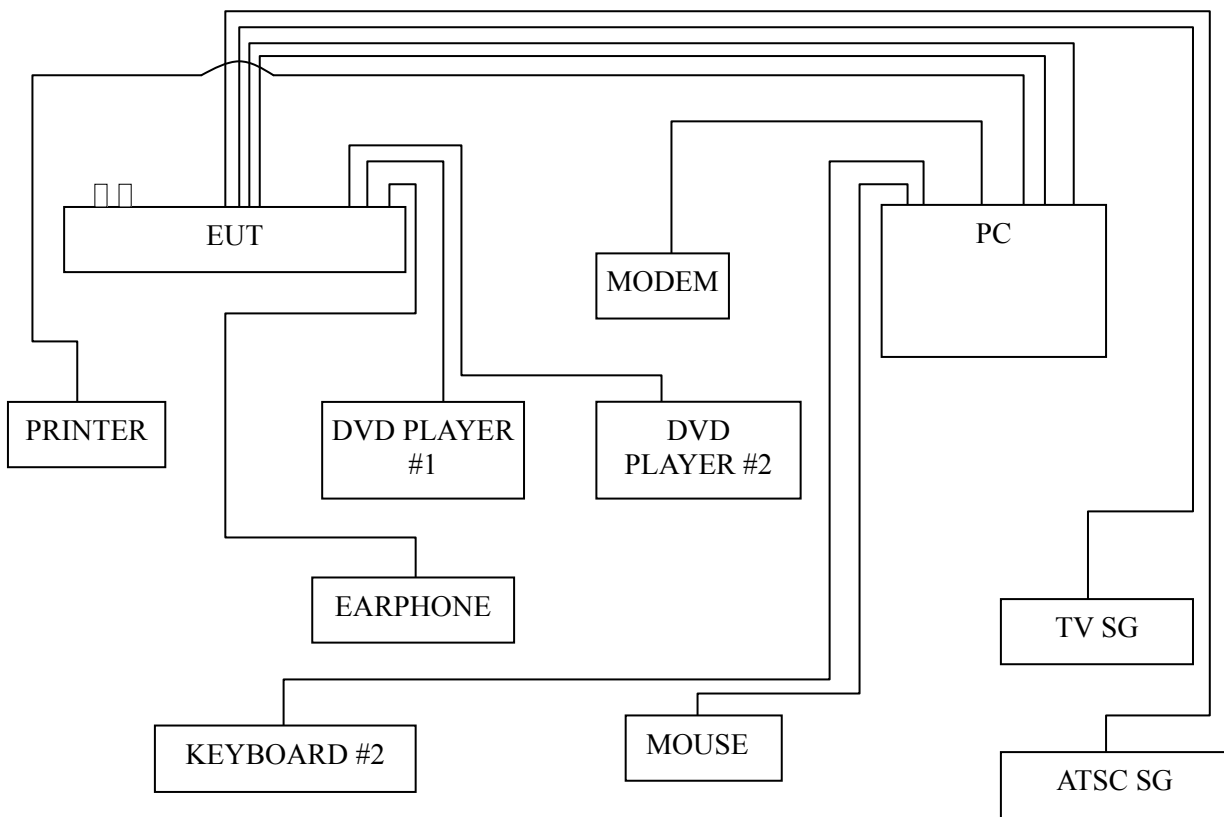 EUT
PC
MODEM
PRINTER
DVD PLAYER
#1
DVD
PLAYER #2
EARPHONE
TV SG
KEYBOARD #2
MOUSE
ATSC SG